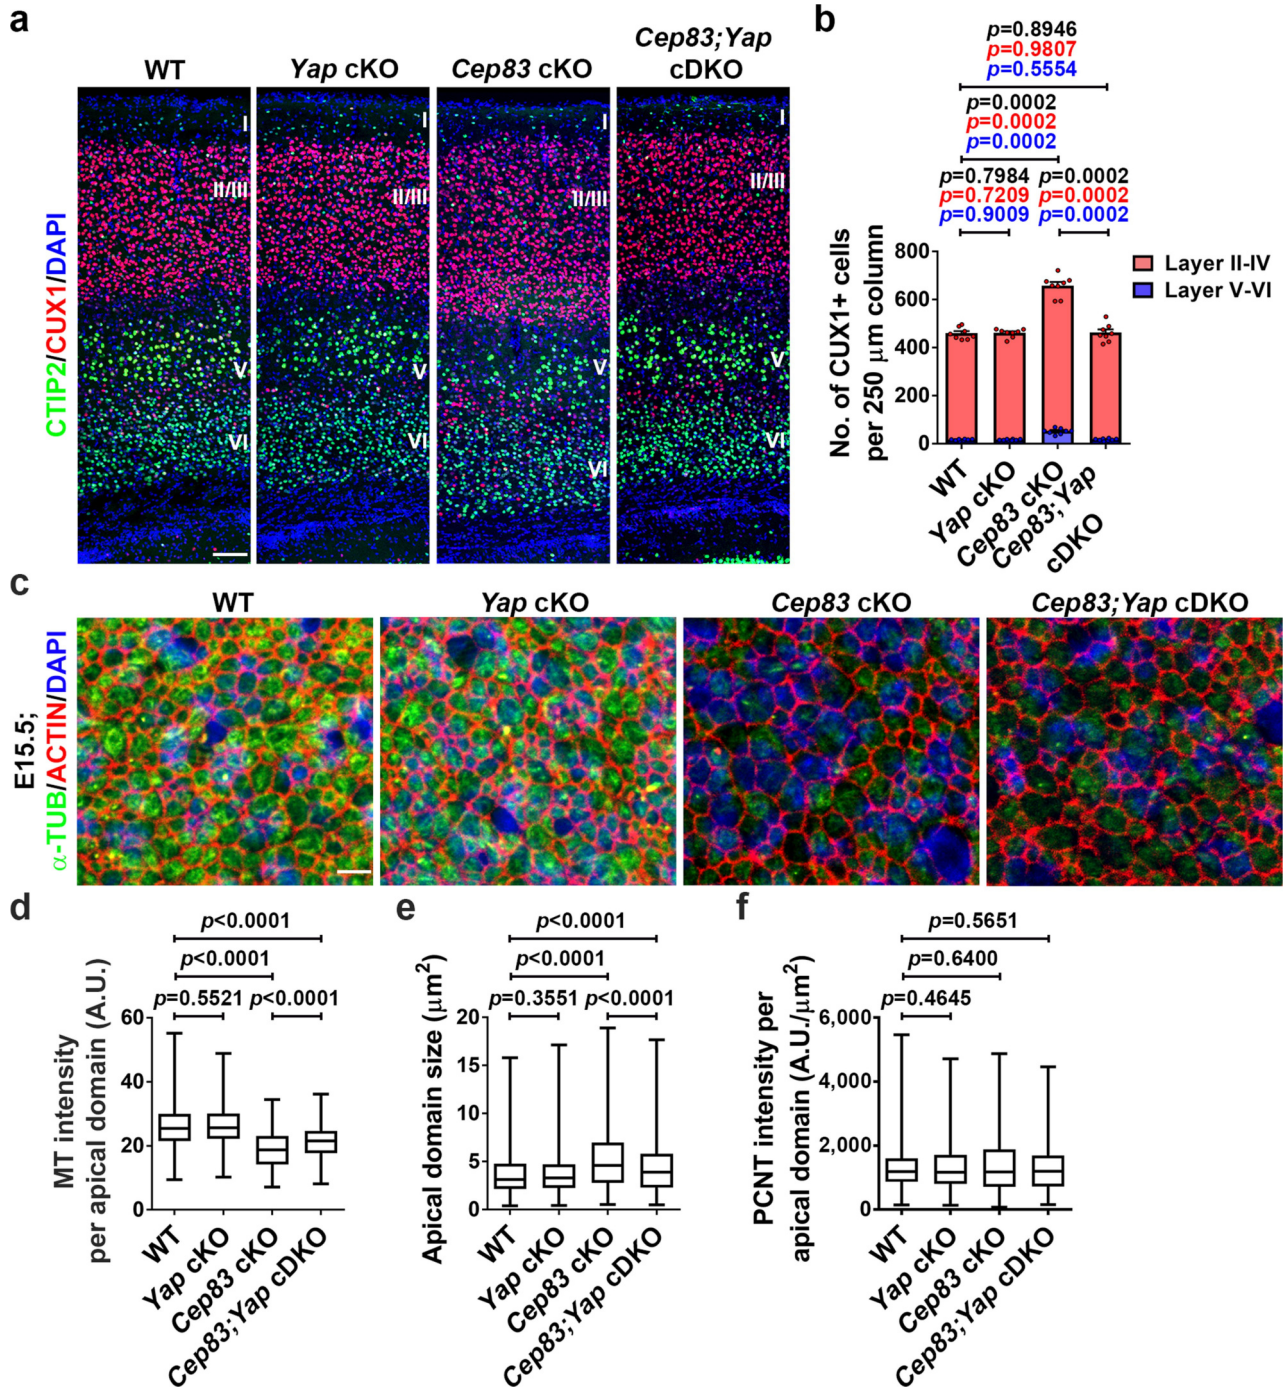 a
WT
Yap cKO
Cep83 cKO
Cep83;Yap
cDKO
CTIP2/CUX1/DAPI
I
II/III
V
VI
I
II/III
V
VI
I
II/III
V
VI
I
II/III
V
VI
b
p=0.8946
p=0.9807
p=0.5554
p=0.0002
p=0.0002
p=0.0002
p=0.7984 p=0.0002
p=0.7209 p=0.0002
p=0.9009 p=0.0002
No. of CUX1+ cells
per 250 μm column
800
600
400
200
0
Layer II-IV
Layer V-VI
WT
Yap cKO
Cep83 cKO
Cep83;Yap
cDKO
c
WT
Yap cKO
Cep83 cKO
Cep83;Yap cDKO
E15.5;
α-TUB/ACTIN/DAPI
d
p<0.0001
p<0.0001
p=0.5521 p<0.0001
MT intensity
per apical domain (A.U.)
60
40
20
0
WT
Yap cKO
Cep83 cKO
Cep83;Yap cDKO
e
p<0.0001
p<0.0001
p=0.3551 p<0.0001
Apical domain size (μm²)
20
15
10
5
0
WT
Yap cKO
Cep83 cKO
Cep83;Yap cDKO
f
p=0.5651
p=0.6400
p=0.4645
PCNT intensity per
apical domain (A.U./μm²)
6,000
4,000
2,000
0
WT
Yap cKO
Cep83 cKO
Cep83;Yap cDKO